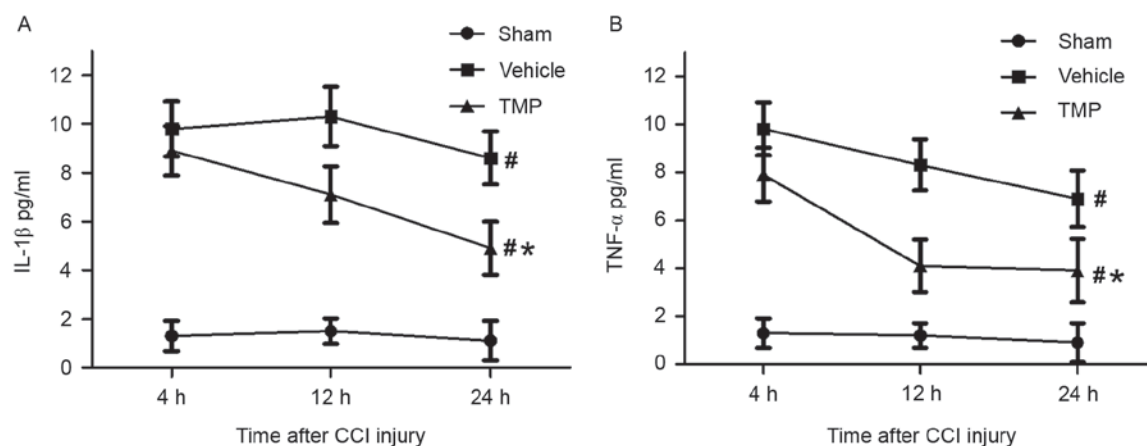 A
Sham
Vehicle
TMP
12
10
8
6
4
2
0
IL-1β pg/ml
#
#*
4 h
12 h
24 h
Time after CCI injury
B
Sham
Vehicle
TMP
12
10
8
6
4
2
0
TNF-α pg/ml
#
#*
4 h
12 h
24 h
Time after CCI injury